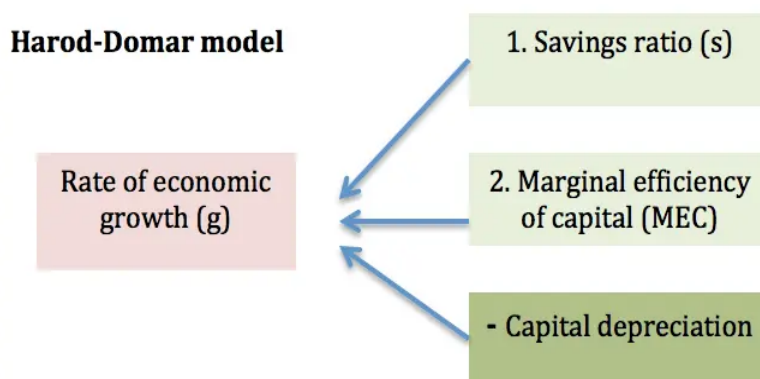 Harod-Domar model
1. Savings ratio (s)
Rate of economic
growth (g)
2. Marginal efficiency
of capital (MEC)
- Capital depreciation